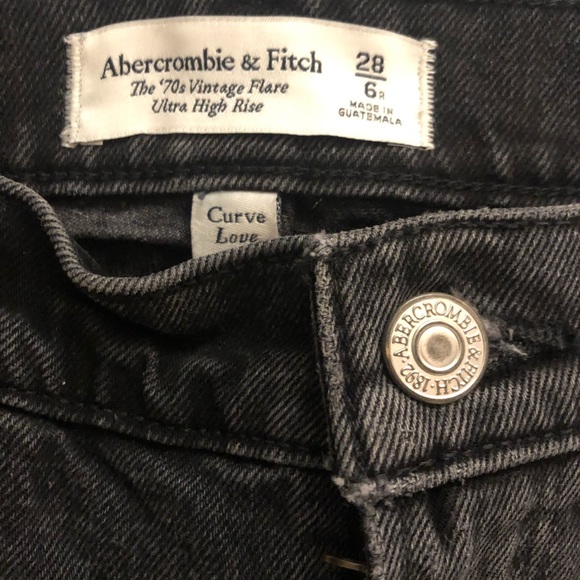 Abercrombie & Fitch
The '70s Vintage Flare
Ultra High Rise
28
6R
MADE IN
GUATEMALA
Curve
Love
ABERCROMBIE & FITCH · 1892 ·